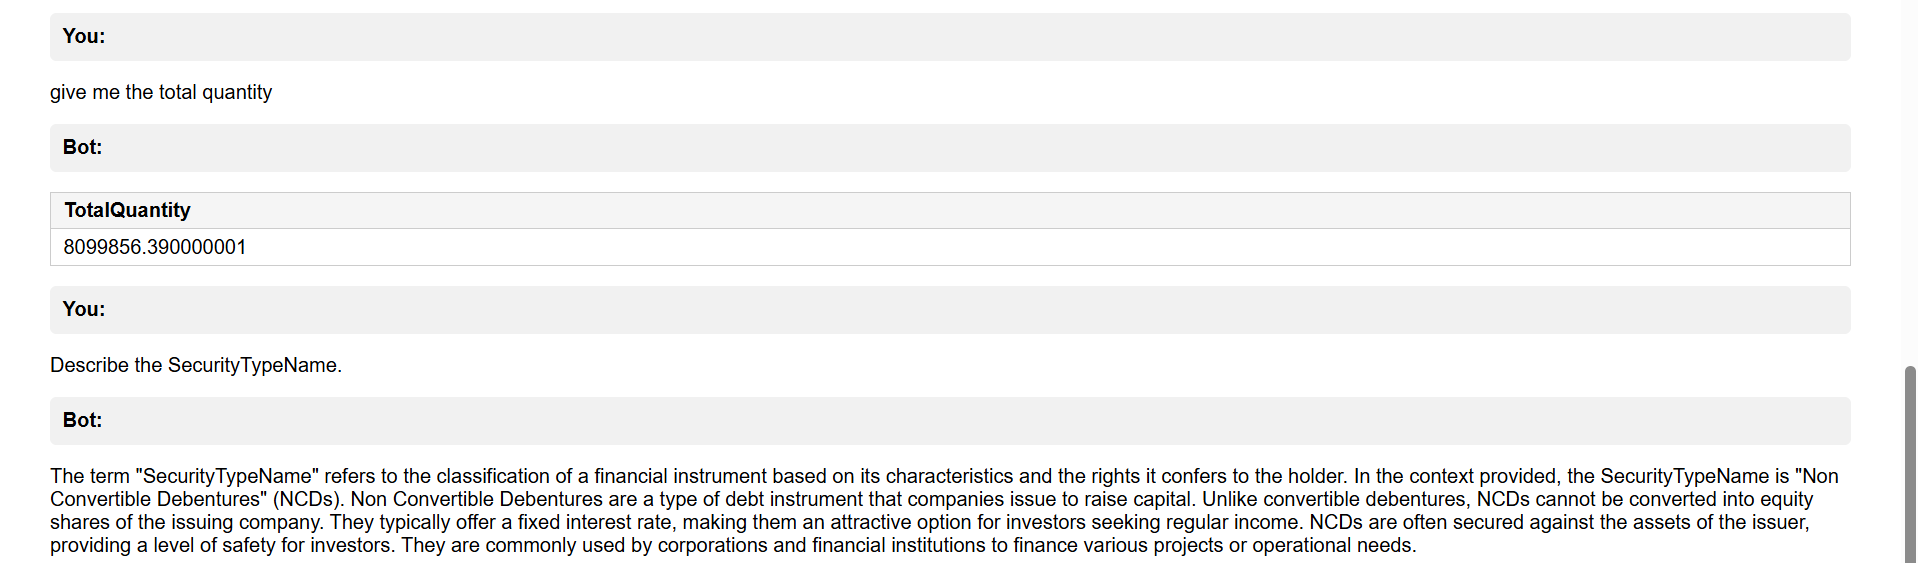 You:
give me the total quantity
Bot:
TotalQuantity
8099856.390000001
You:
Describe the SecurityTypeName.
Bot:
The term "SecurityTypeName" refers to the classification of a financial instrument based on its characteristics and the rights it confers to the holder. In the context provided, the SecurityTypeName is "Non
Convertible Debentures" (NCDs). Non Convertible Debentures are a type of debt instrument that companies issue to raise capital. Unlike convertible debentures, NCDs cannot be converted into equity
shares of the issuing company. They typically offer a fixed interest rate, making them an attractive option for investors seeking regular income. NCDs are often secured against the assets of the issuer,
providing a level of safety for investors. They are commonly used by corporations and financial institutions to finance various projects or operational needs.